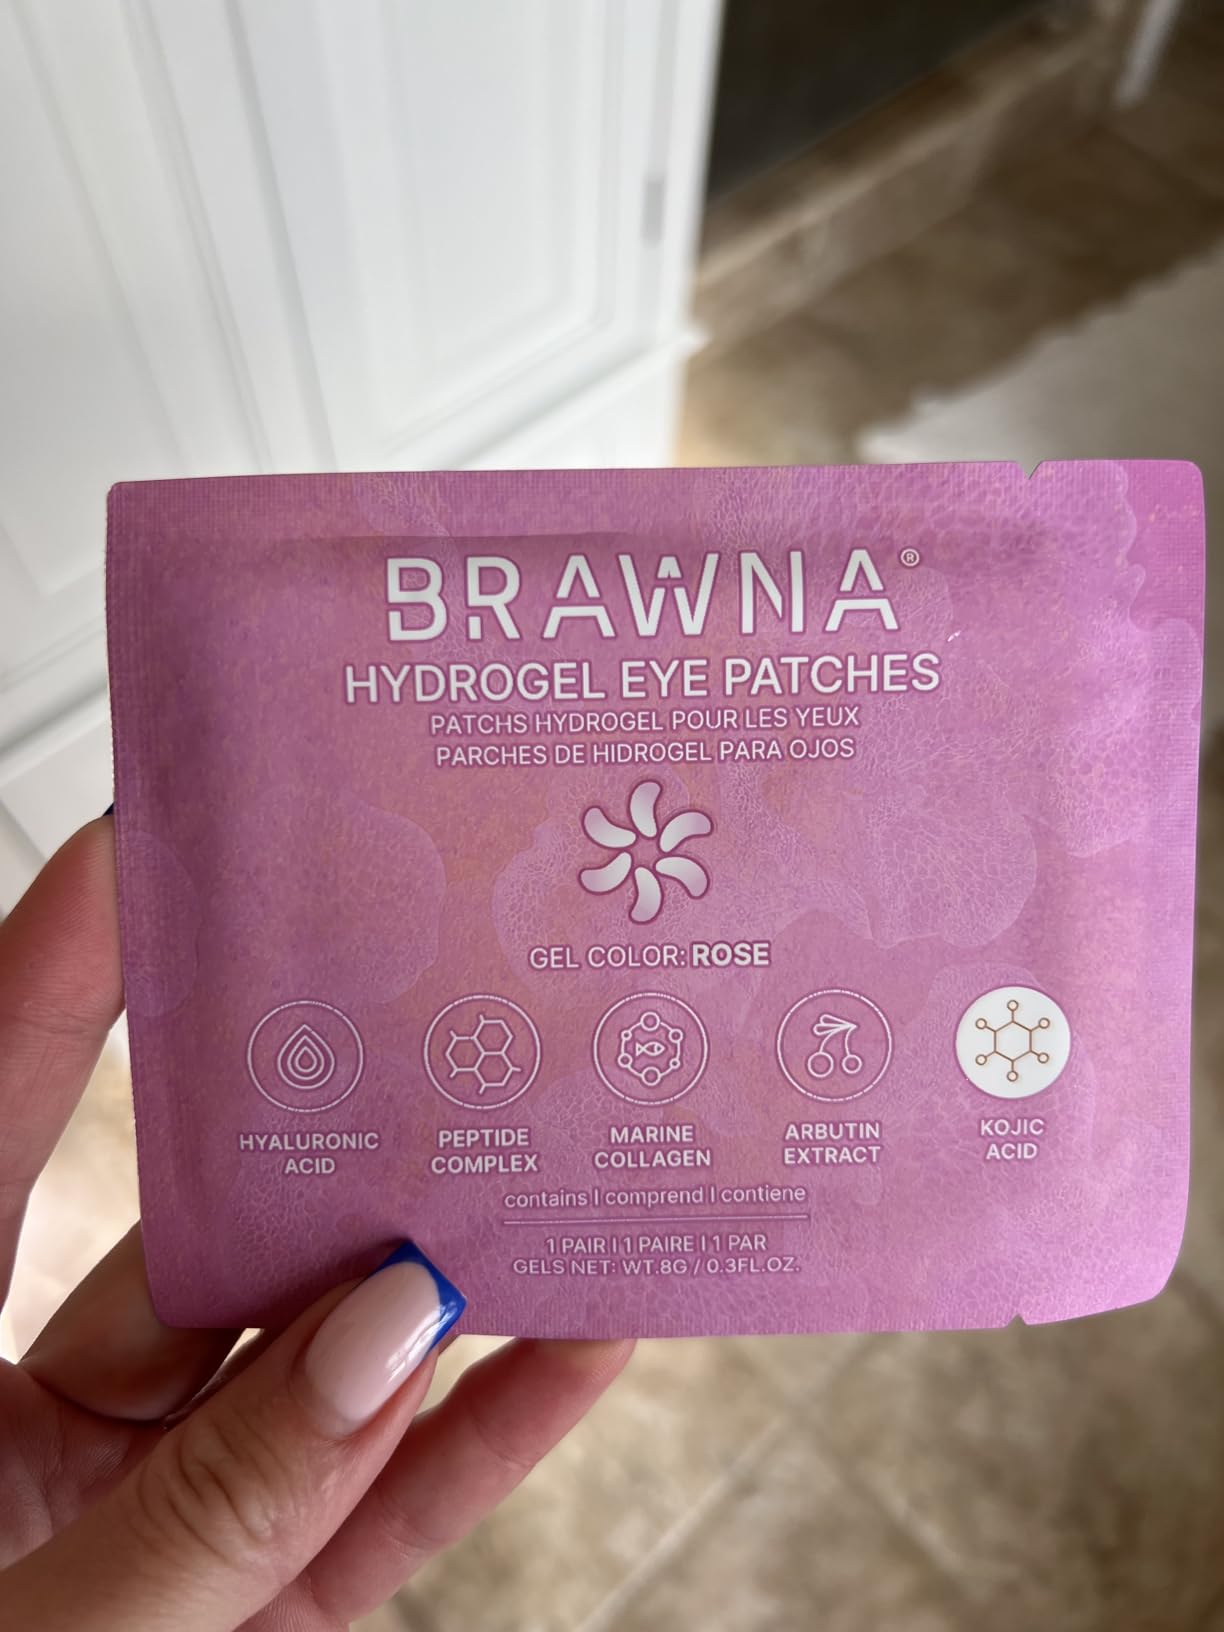 BRAWNA®
HYDROGEL EYE PATCHES
PATCHS HYDROGEL POUR LES YEUX
PARCHES DE HIDROGEL PARA OJOS
GEL COLOR: ROSE
HYALURONIC
ACID
PEPTIDE
COMPLEX
MARINE
COLLAGEN
ARBUTIN
EXTRACT
KOJIC
ACID
contains | comprend | contiene
1 PAIR | 1 PAIRE | 1 PAR
GELS NET: WT.8G / 0.3FL.OZ.